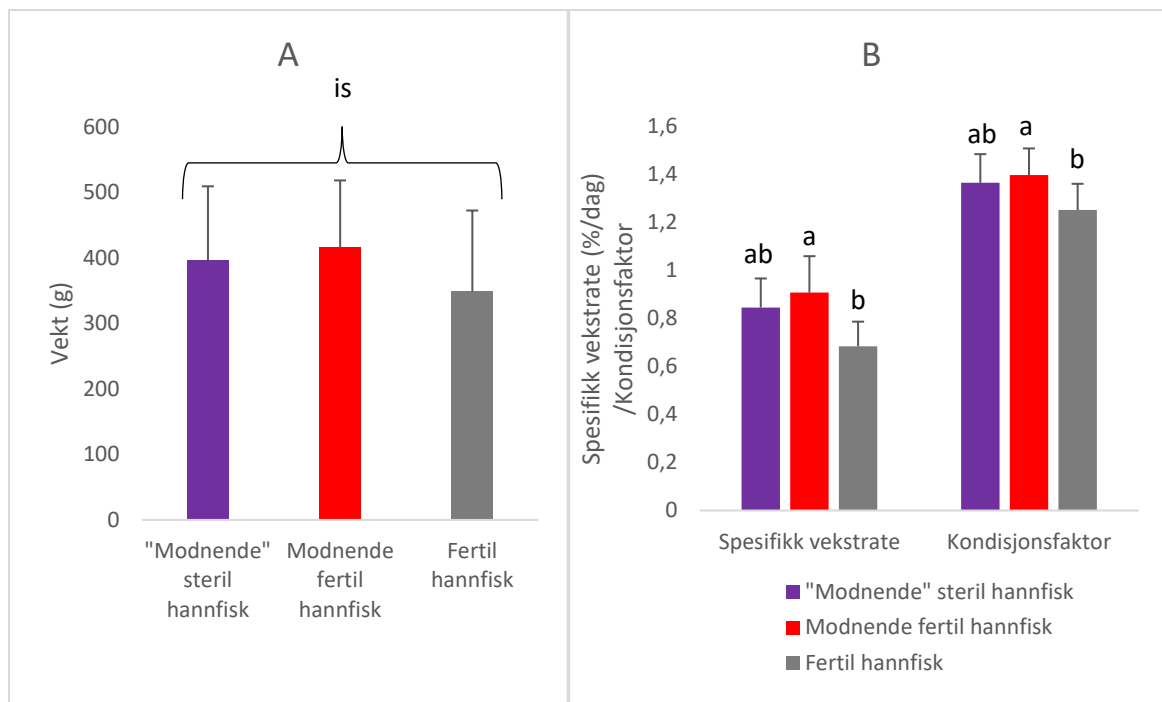 A
is
600
500
400
300
200
100
0
Vekt (g)
"Modnende"
steril
hannfisk
Modnende
fertil
hannfisk
Fertil
hannfisk
B
1,6
1,4
1,2
1
0,8
0,6
0,4
0,2
0
Spesifikk vekstrate (%/dag)
/Kondisjonsfaktor
ab
a
b
ab
a
b
Spesifikk vekstrate
Kondisjonsfaktor
"Modnende" steril hannfisk
Modnende fertil hannfisk
Fertil hannfisk